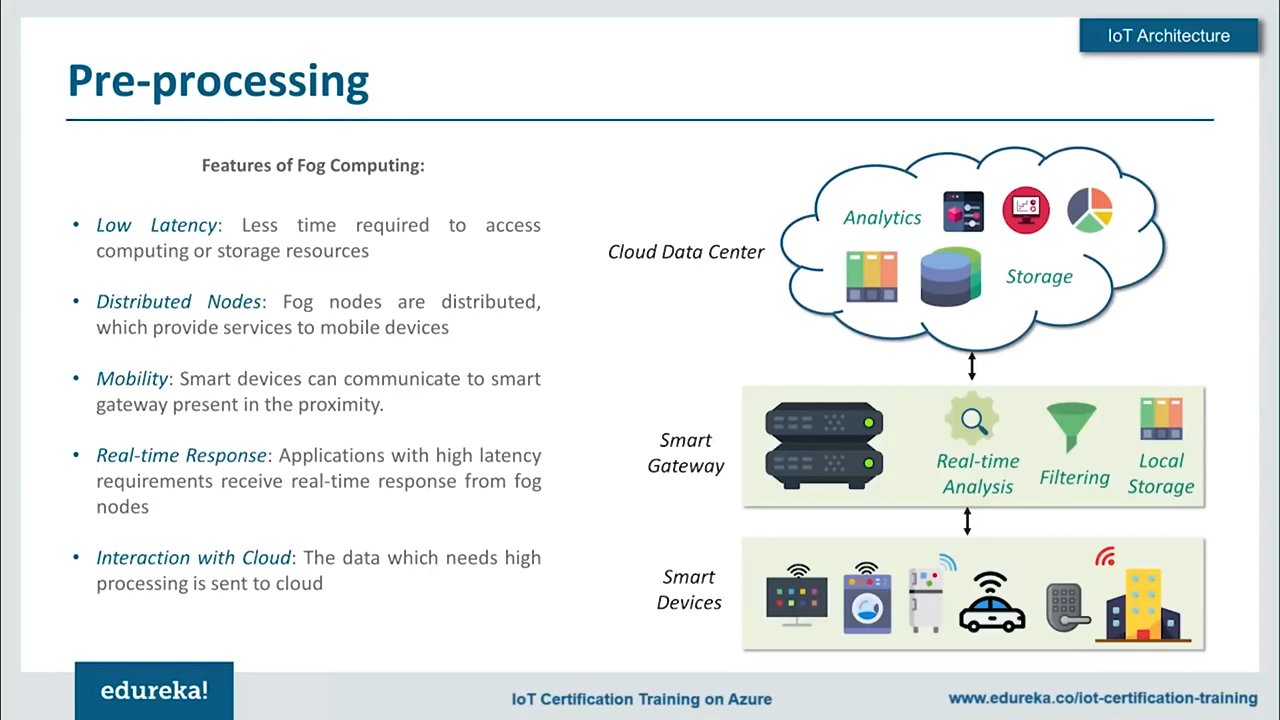 IoT Architecture
Pre-processing
Features of Fog Computing:
• Low Latency: Less time required to access
computing or storage resources
• Distributed Nodes: Fog nodes are distributed,
which provide services to mobile devices
• Mobility: Smart devices can communicate to smart
gateway present in the proximity.
• Real-time Response: Applications with high latency
requirements receive real-time response from fog
nodes
• Interaction with Cloud: The data which needs high
processing is sent to cloud
Cloud Data Center
Analytics
Storage
Smart
Gateway
Real-time
Analysis
Filtering
Local
Storage
Smart
Devices
edureka!
IoT Certification Training on Azure
www.edureka.co/iot-certification-training